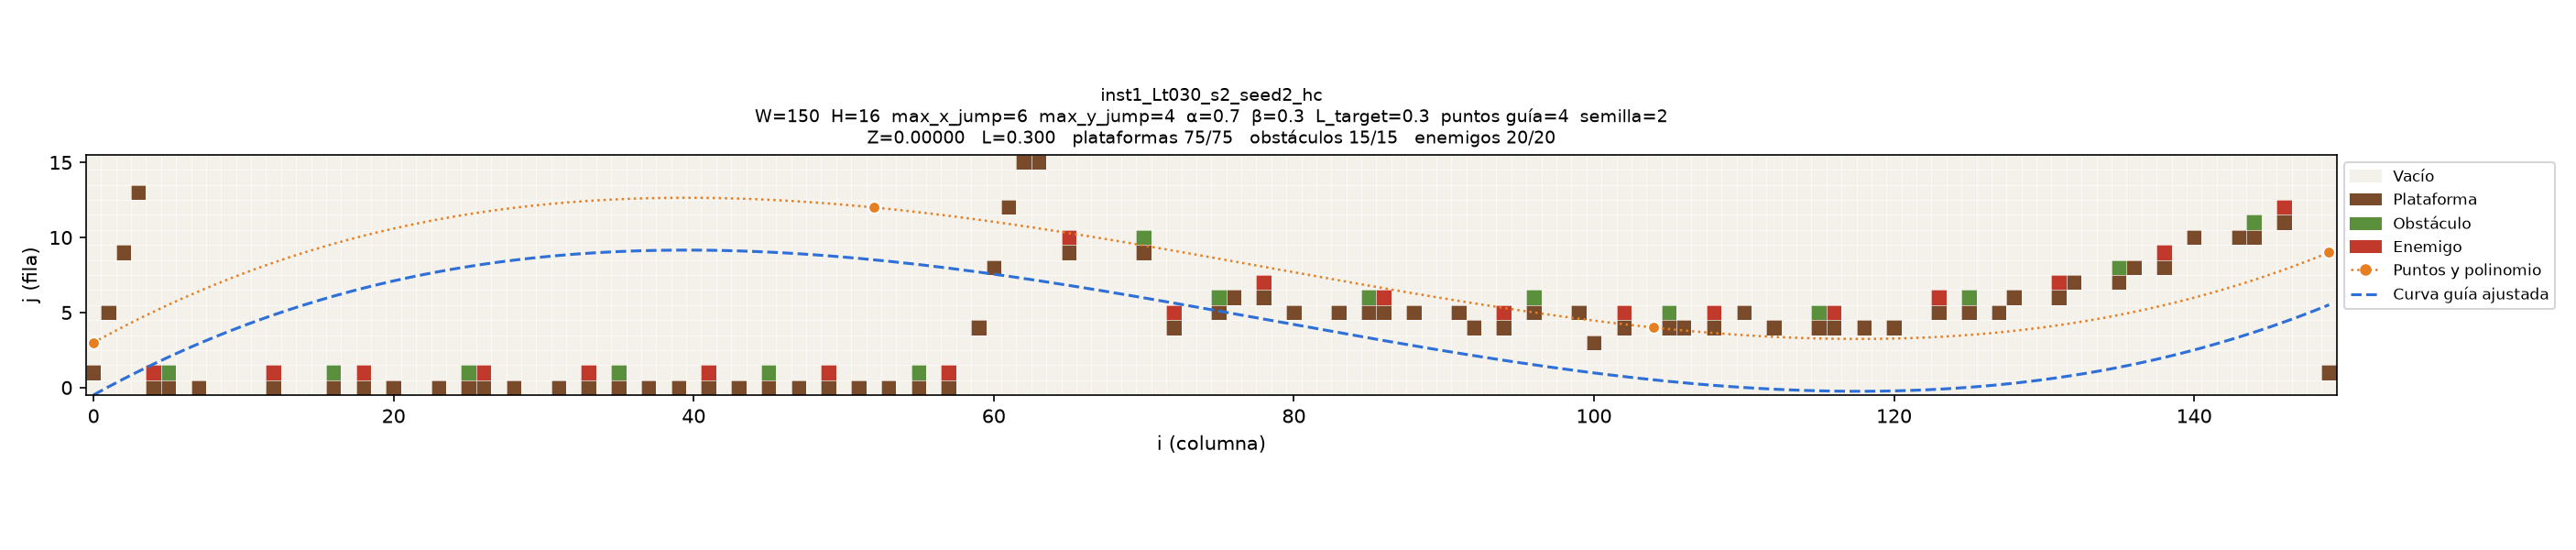 inst1_Lt030_s2_seed2_hc
W=150  H=16  max_x_jump=6  max_y_jump=4  α=0.7  β=0.3  L_target=0.3  puntos guía=4  semilla=2
Z=0.00000   L=0.300   plataformas 75/75   obstáculos 15/15   enemigos 20/20
15
10
5
0
j (fila)
0 20 40 60 80 100 120 140
i (columna)
Vacío
Plataforma
Obstáculo
Enemigo
Puntos y polinomio
Curva guía ajustada